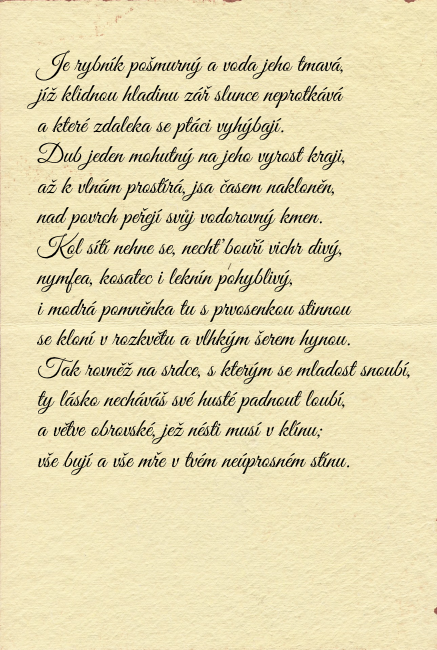 Je rybník pošmurný a voda jeho tmavá,
jíž klidnou hladinu zář slunce neprotkává
a které zdaleka se ptáci vyhýbají.
Dub jeden mohutný na jeho vyrost kraji,
až k vlnám prostírá, jsa časem nakloněn,
nad povrch peřejí svůj vodorovný kmen.
Kol sítí nehne se, nechť bouří vichr divý,
nymfea, kosatec i leknín pohyblivý,
i modrá pomněnka tu s prvosenkou stinnou
se kloní v rozkvětu a vlhkým šerem hynou.
Tak rovněž na srdce, s kterým se mladost snoubí,
ty lásko necháváš své husté padnout loubí,
a větve obrovské, jež nésti musí v klínu;
vše bují a vše mře v tvém neúprosném stínu.